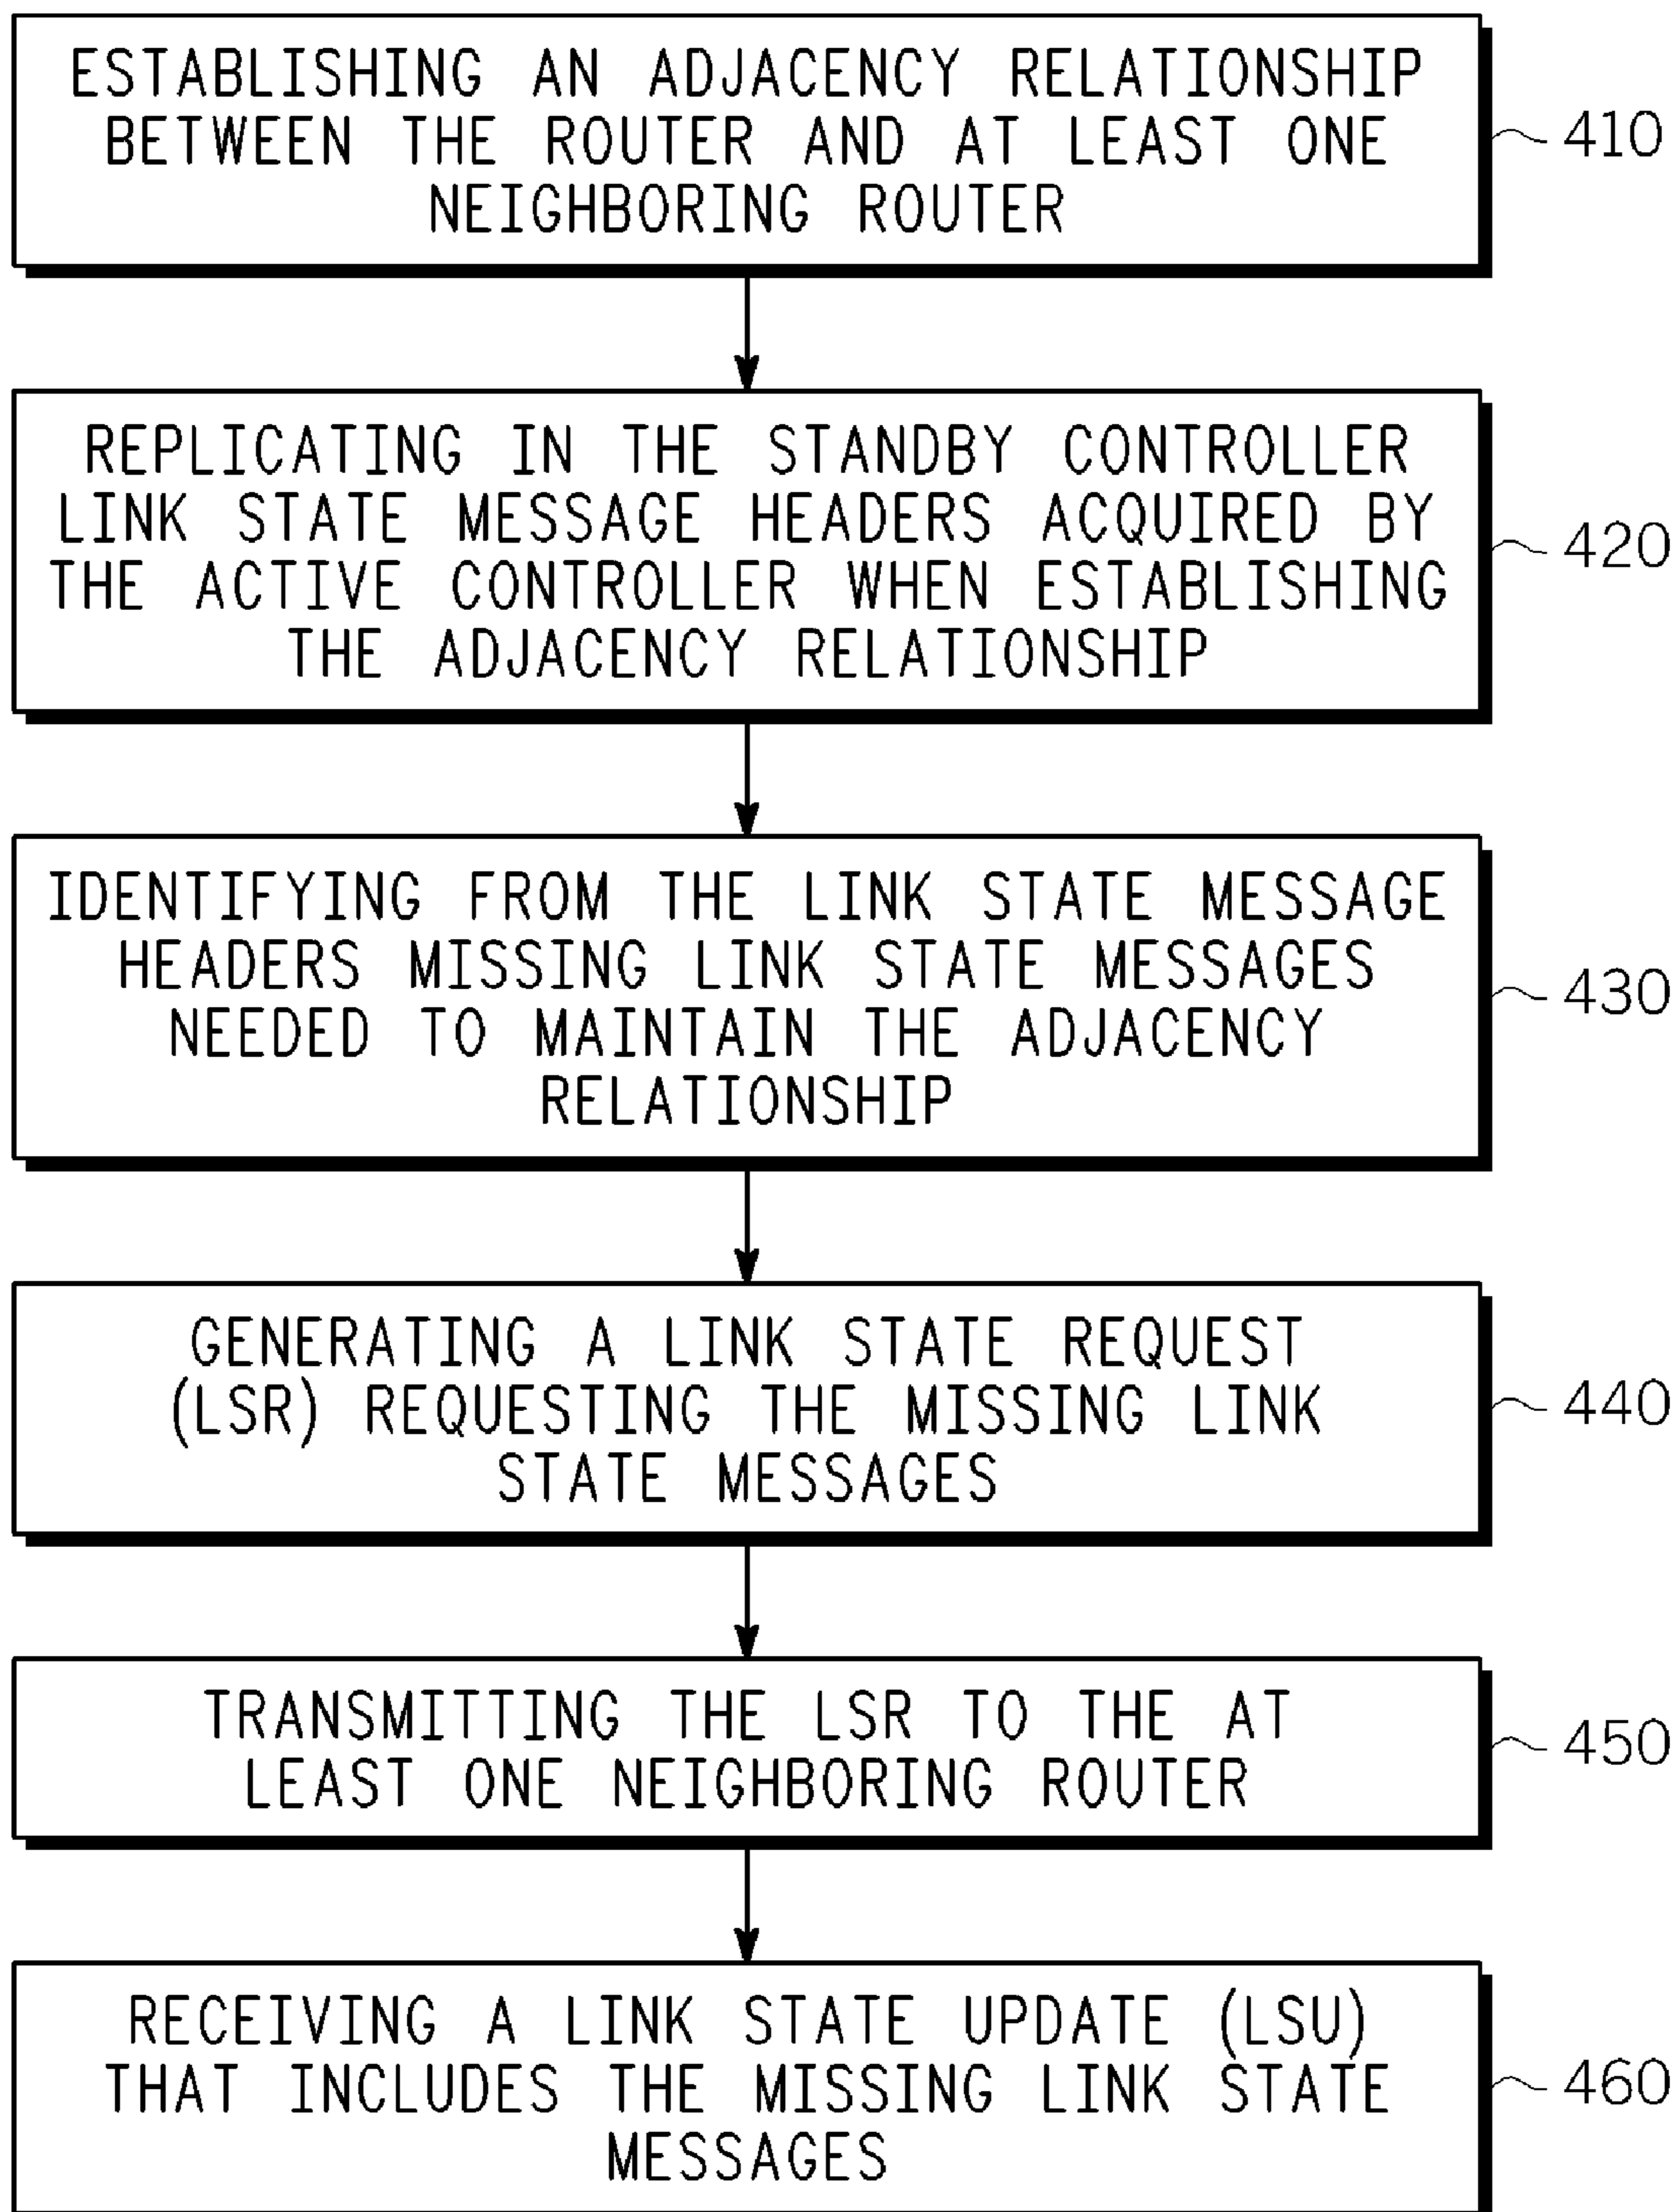 ESTABLISHING AN ADJACENCY RELATIONSHIP
BETWEEN THE ROUTER AND AT LEAST ONE
NEIGHBORING ROUTER
410
REPLICATING IN THE STANDBY CONTROLLER
LINK STATE MESSAGE HEADERS ACQUIRED BY
THE ACTIVE CONTROLLER WHEN ESTABLISHING
THE ADJACENCY RELATIONSHIP
420
IDENTIFYING FROM THE LINK STATE MESSAGE
HEADERS MISSING LINK STATE MESSAGES
NEEDED TO MAINTAIN THE ADJACENCY
RELATIONSHIP
430
GENERATING A LINK STATE REQUEST
(LSR) REQUESTING THE MISSING LINK
STATE MESSAGES
440
TRANSMITTING THE LSR TO THE AT
LEAST ONE NEIGHBORING ROUTER
450
RECEIVING A LINK STATE UPDATE (LSU)
THAT INCLUDES THE MISSING LINK STATE
MESSAGES
460